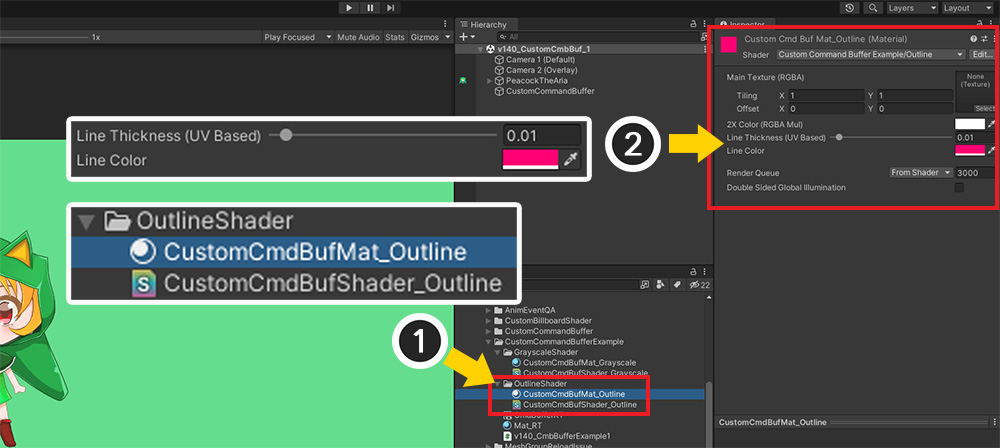 Layers
Layout
1x
Play Focused
Mute Audio
Stats
Gizmos
Hierarchy
All
v140_CustomCmbBuf_1
Camera 1 (Default)
Camera 2 (Overlay)
PeacockTheAria
CustomCommandBuffer
Inspector
Custom Cmd Buf Mat_Outline (Material)
Shader
Custom Command Buffer Example/Outline
Edit...
Main Texture (RGBA)
None
(Texture)
Tiling X 1 Y 1
Offset X 0 Y 0
Select
2X Color (RGBA Mul)
Line Thickness (UV Based) 0.01
Line Color
Render Queue From Shader 3000
Double Sided Global Illumination
Line Thickness (UV Based) 0.01
Line Color
2
OutlineShader
CustomCmdBufMat_Outline
CustomCmdBufShader_Outline
1
22
AnimEventQA
CustomBillboardShader
CustomCommandBuffer
CustomCommandBufferExample
GrayscaleShader
CustomCmdBufMat_Grayscale
CustomCmdBufShader_Grayscale
OutlineShader
CustomCmdBufMat_Outline
CustomCmdBufShader_Outline
Mat_RT
v140_CmbBufferExample1
MeshGroupReloadIssue
CustomCmdBufMat_Outline